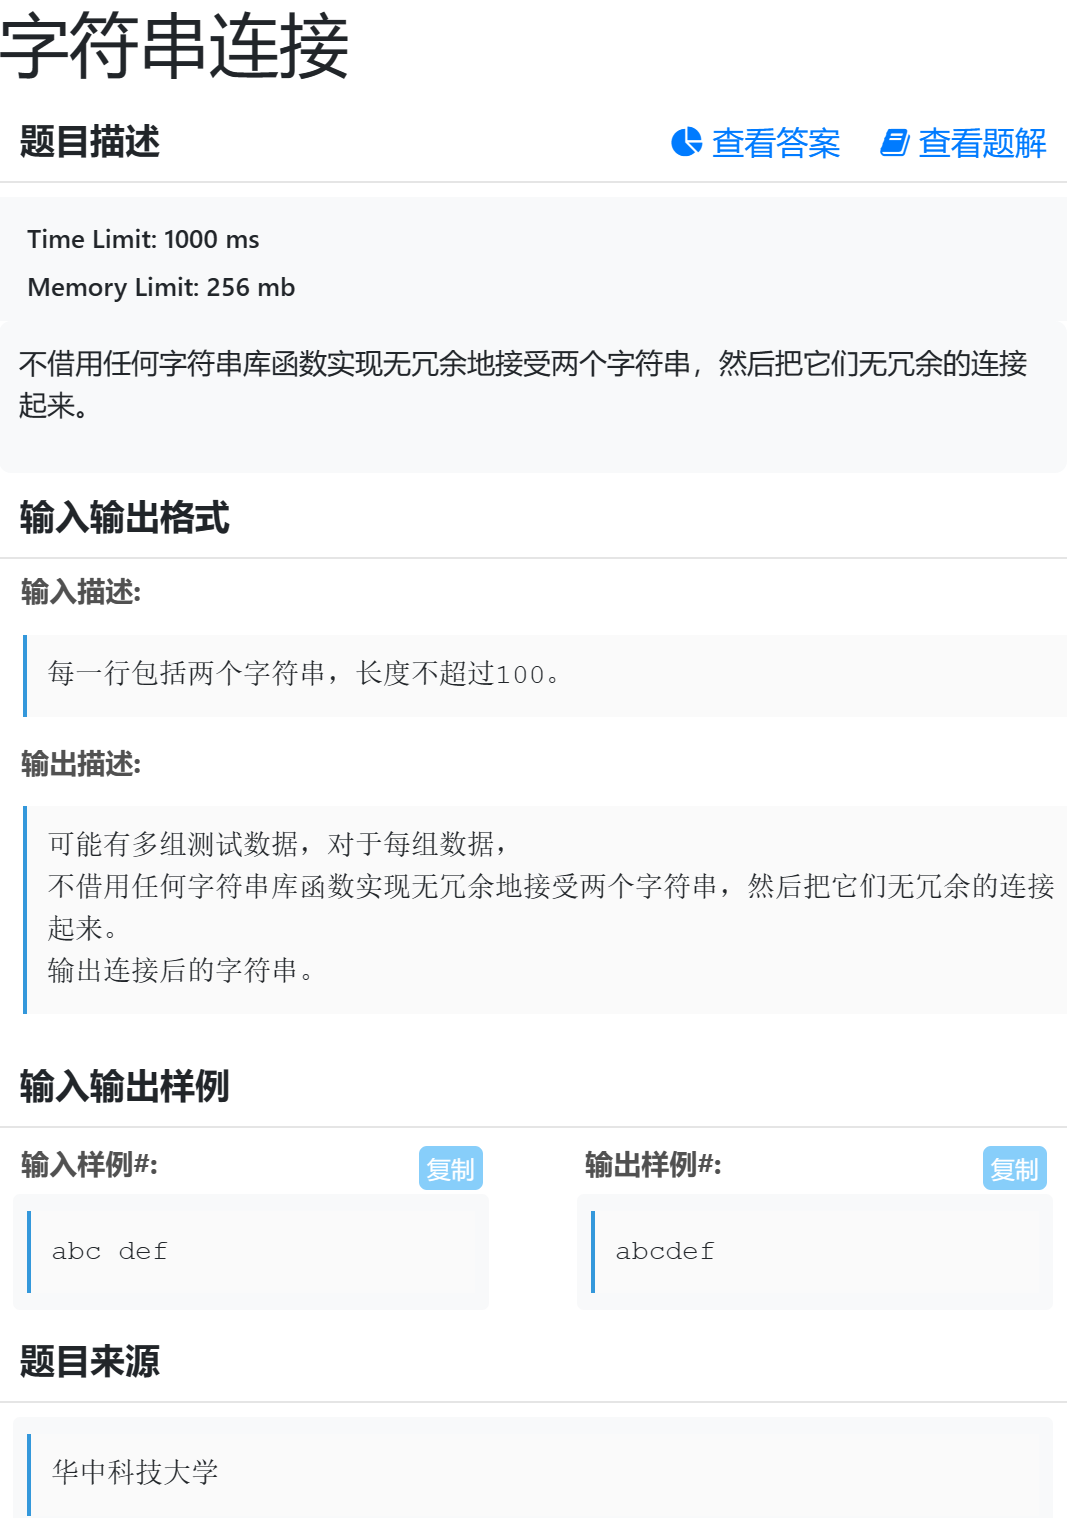 字符串连接
题目描述
查看答案
查看题解
Time Limit: 1000 ms
Memory Limit: 256 mb
不借用任何字符串库函数实现无冗余地接受两个字符串，然后把它们无冗余的连接
起来。
输入输出格式
输入描述:
每一行包括两个字符串，长度不超过100。
输出描述:
可能有多组测试数据，对于每组数据，
不借用任何字符串库函数实现无冗余地接受两个字符串，然后把它们无冗余的连接
起来。
输出连接后的字符串。
输入输出样例
输入样例#:
复制
输出样例#:
复制
abc def
abcdef
题目来源
华中科技大学